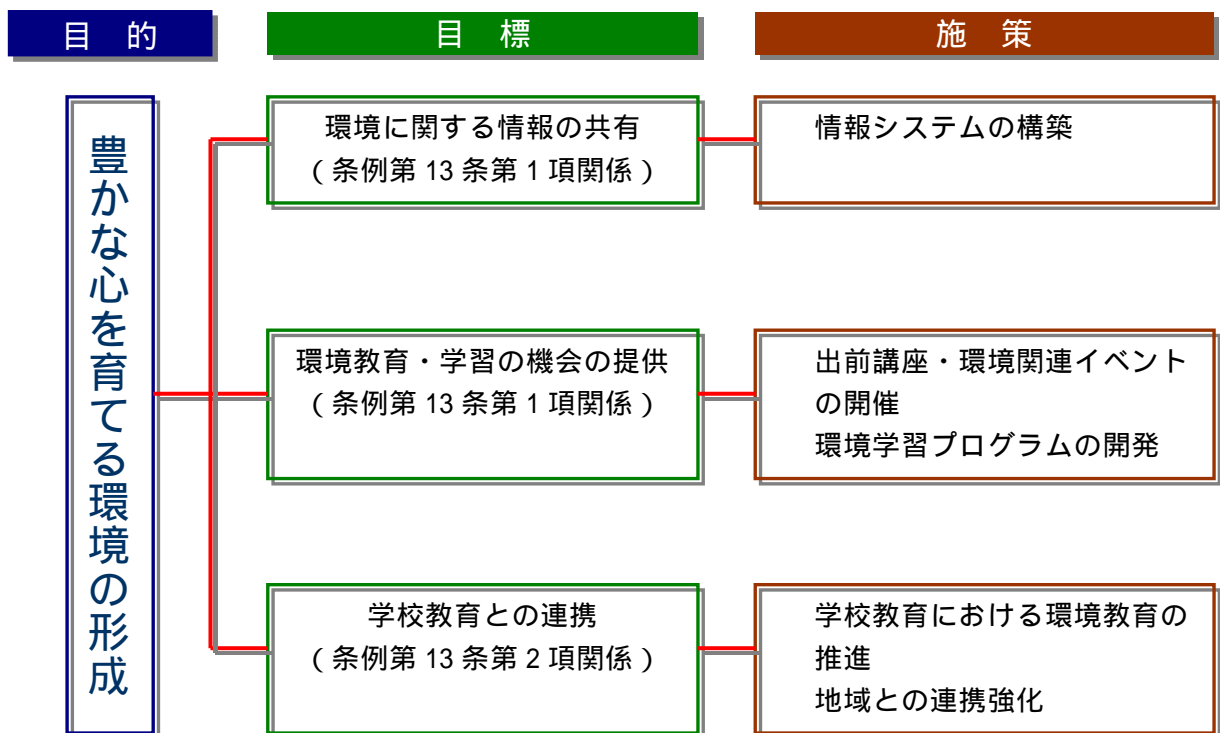 目 的
目 標
施 策
豊かな心を育てる環境の形成
環境に関する情報の共有
(条例第 13 条第 1 項関係)
情報システムの構築
環境教育・学習の機会の提供
(条例第 13 条第 1 項関係)
出前講座・環境関連イベント
の開催
環境学習プログラムの開発
学校教育との連携
(条例第 13 条第 2 項関係)
学校教育における環境教育の
推進
地域との連携強化